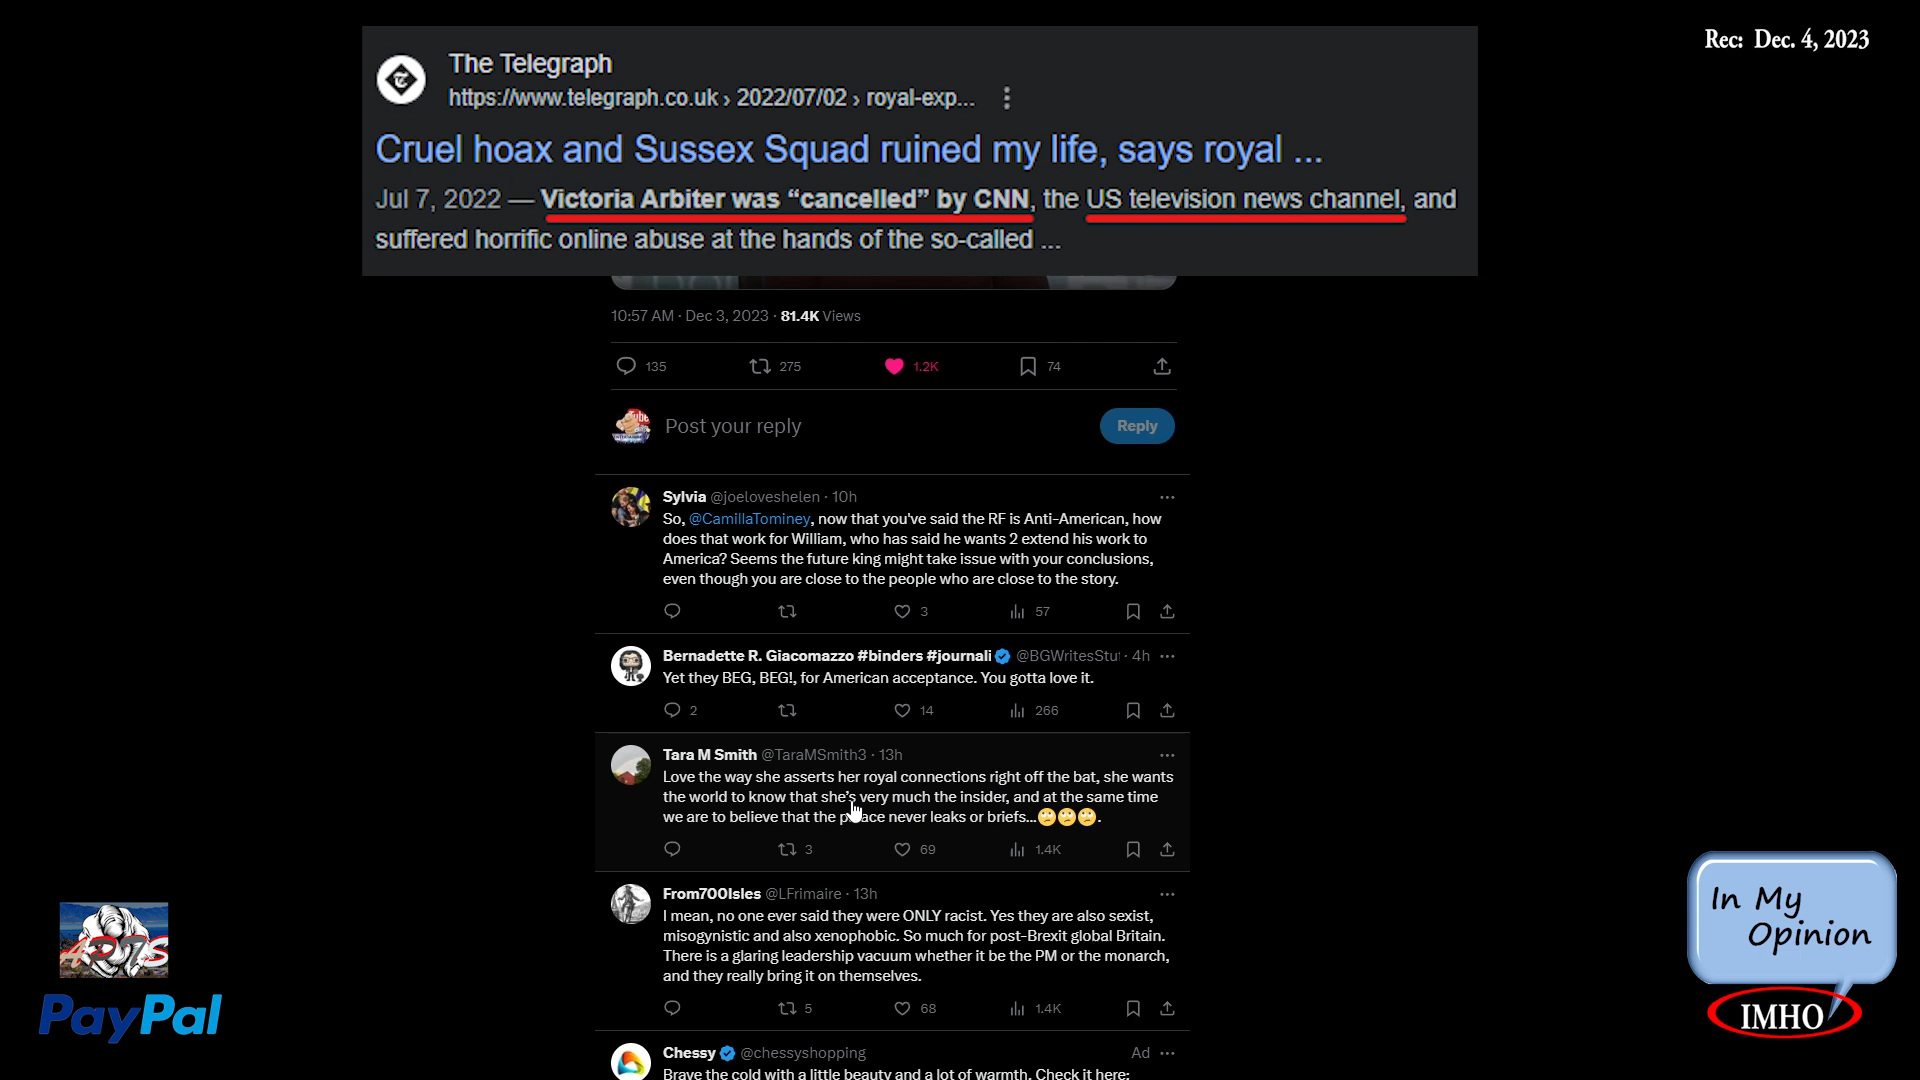 Rec: Dec. 4, 2023
The Telegraph
https://www.telegraph.co.uk › 2022/07/02 › royal-exp...
Cruel hoax and Sussex Squad ruined my life, says royal ...
Jul 7, 2022 — Victoria Arbiter was “cancelled” by CNN, the US television news channel, and
suffered horrific online abuse at the hands of the so-called ...
10:57 AM · Dec 3, 2023 · 81.4K Views
135 275 1.2K 74
Post your reply
Reply
Sylvia @joeloveshelen · 10h
So, @CamillaTominey, now that you've said the RF is Anti-American, how
does that work for William, who has said he wants 2 extend his work to
America? Seems the future king might take issue with your conclusions,
even though you are close to the people who are close to the story.
3 57
Bernadette R. Giacomazzo #binders #journali @BGWritesStu · 4h
Yet they BEG, BEG!, for American acceptance. You gotta love it.
2 14 266
Tara M Smith @TaraMSmith3 · 13h
Love the way she asserts her royal connections right off the bat, she wants
the world to know that she's very much the insider, and at the same time
we are to believe that the palace never leaks or briefs...🙄🙄🙄.
3 69 1.4K
From700Isles @LFrimaire · 13h
I mean, no one ever said they were ONLY racist. Yes they are also sexist,
misogynistic and also xenophobic. So much for post-Brexit global Britain.
There is a glaring leadership vacuum whether it be the PM or the monarch,
and they really bring it on themselves.
5 68 1.4K
Chessy @chessyshopping Ad
Brave the cold with a little beauty and a lot of warmth. Check it here:
PayPal
In My
Opinion
IMHO